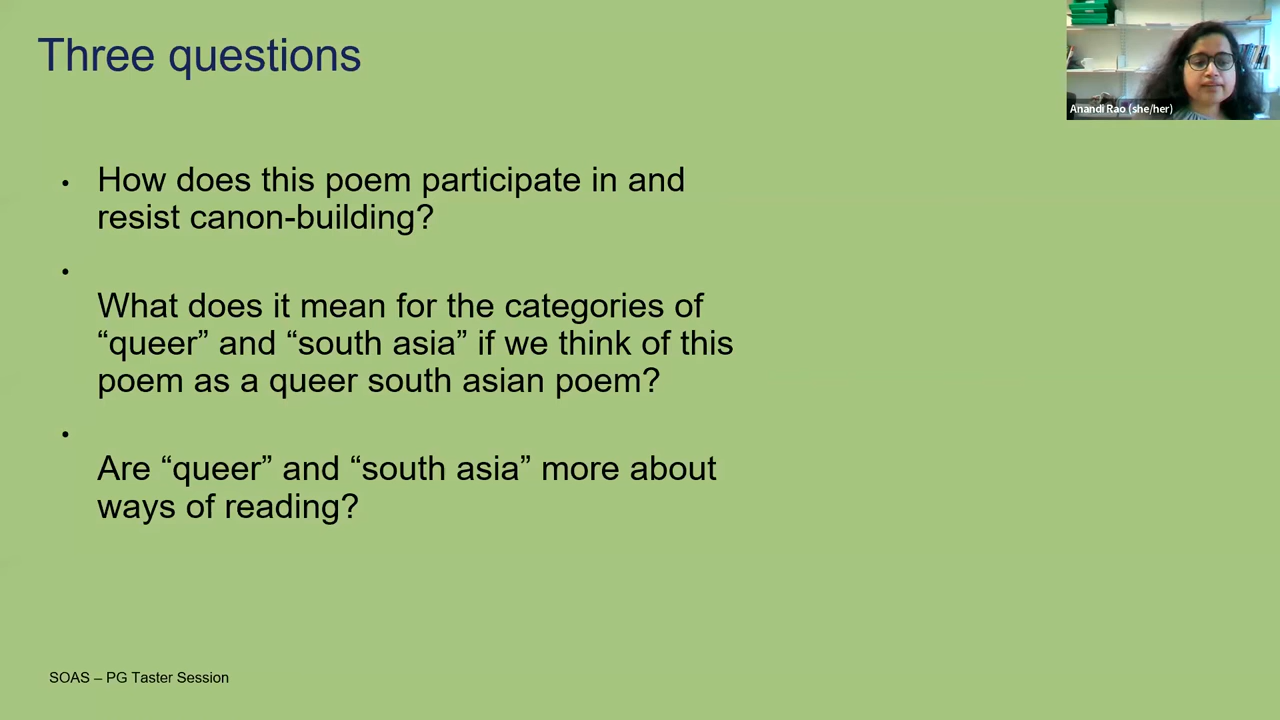 Three questions
Anandi Rao (she/her)
• How does this poem participate in and
resist canon-building?
•
What does it mean for the categories of
“queer” and “south asia” if we think of this
poem as a queer south asian poem?
•
Are “queer” and “south asia” more about
ways of reading?
SOAS – PG Taster Session